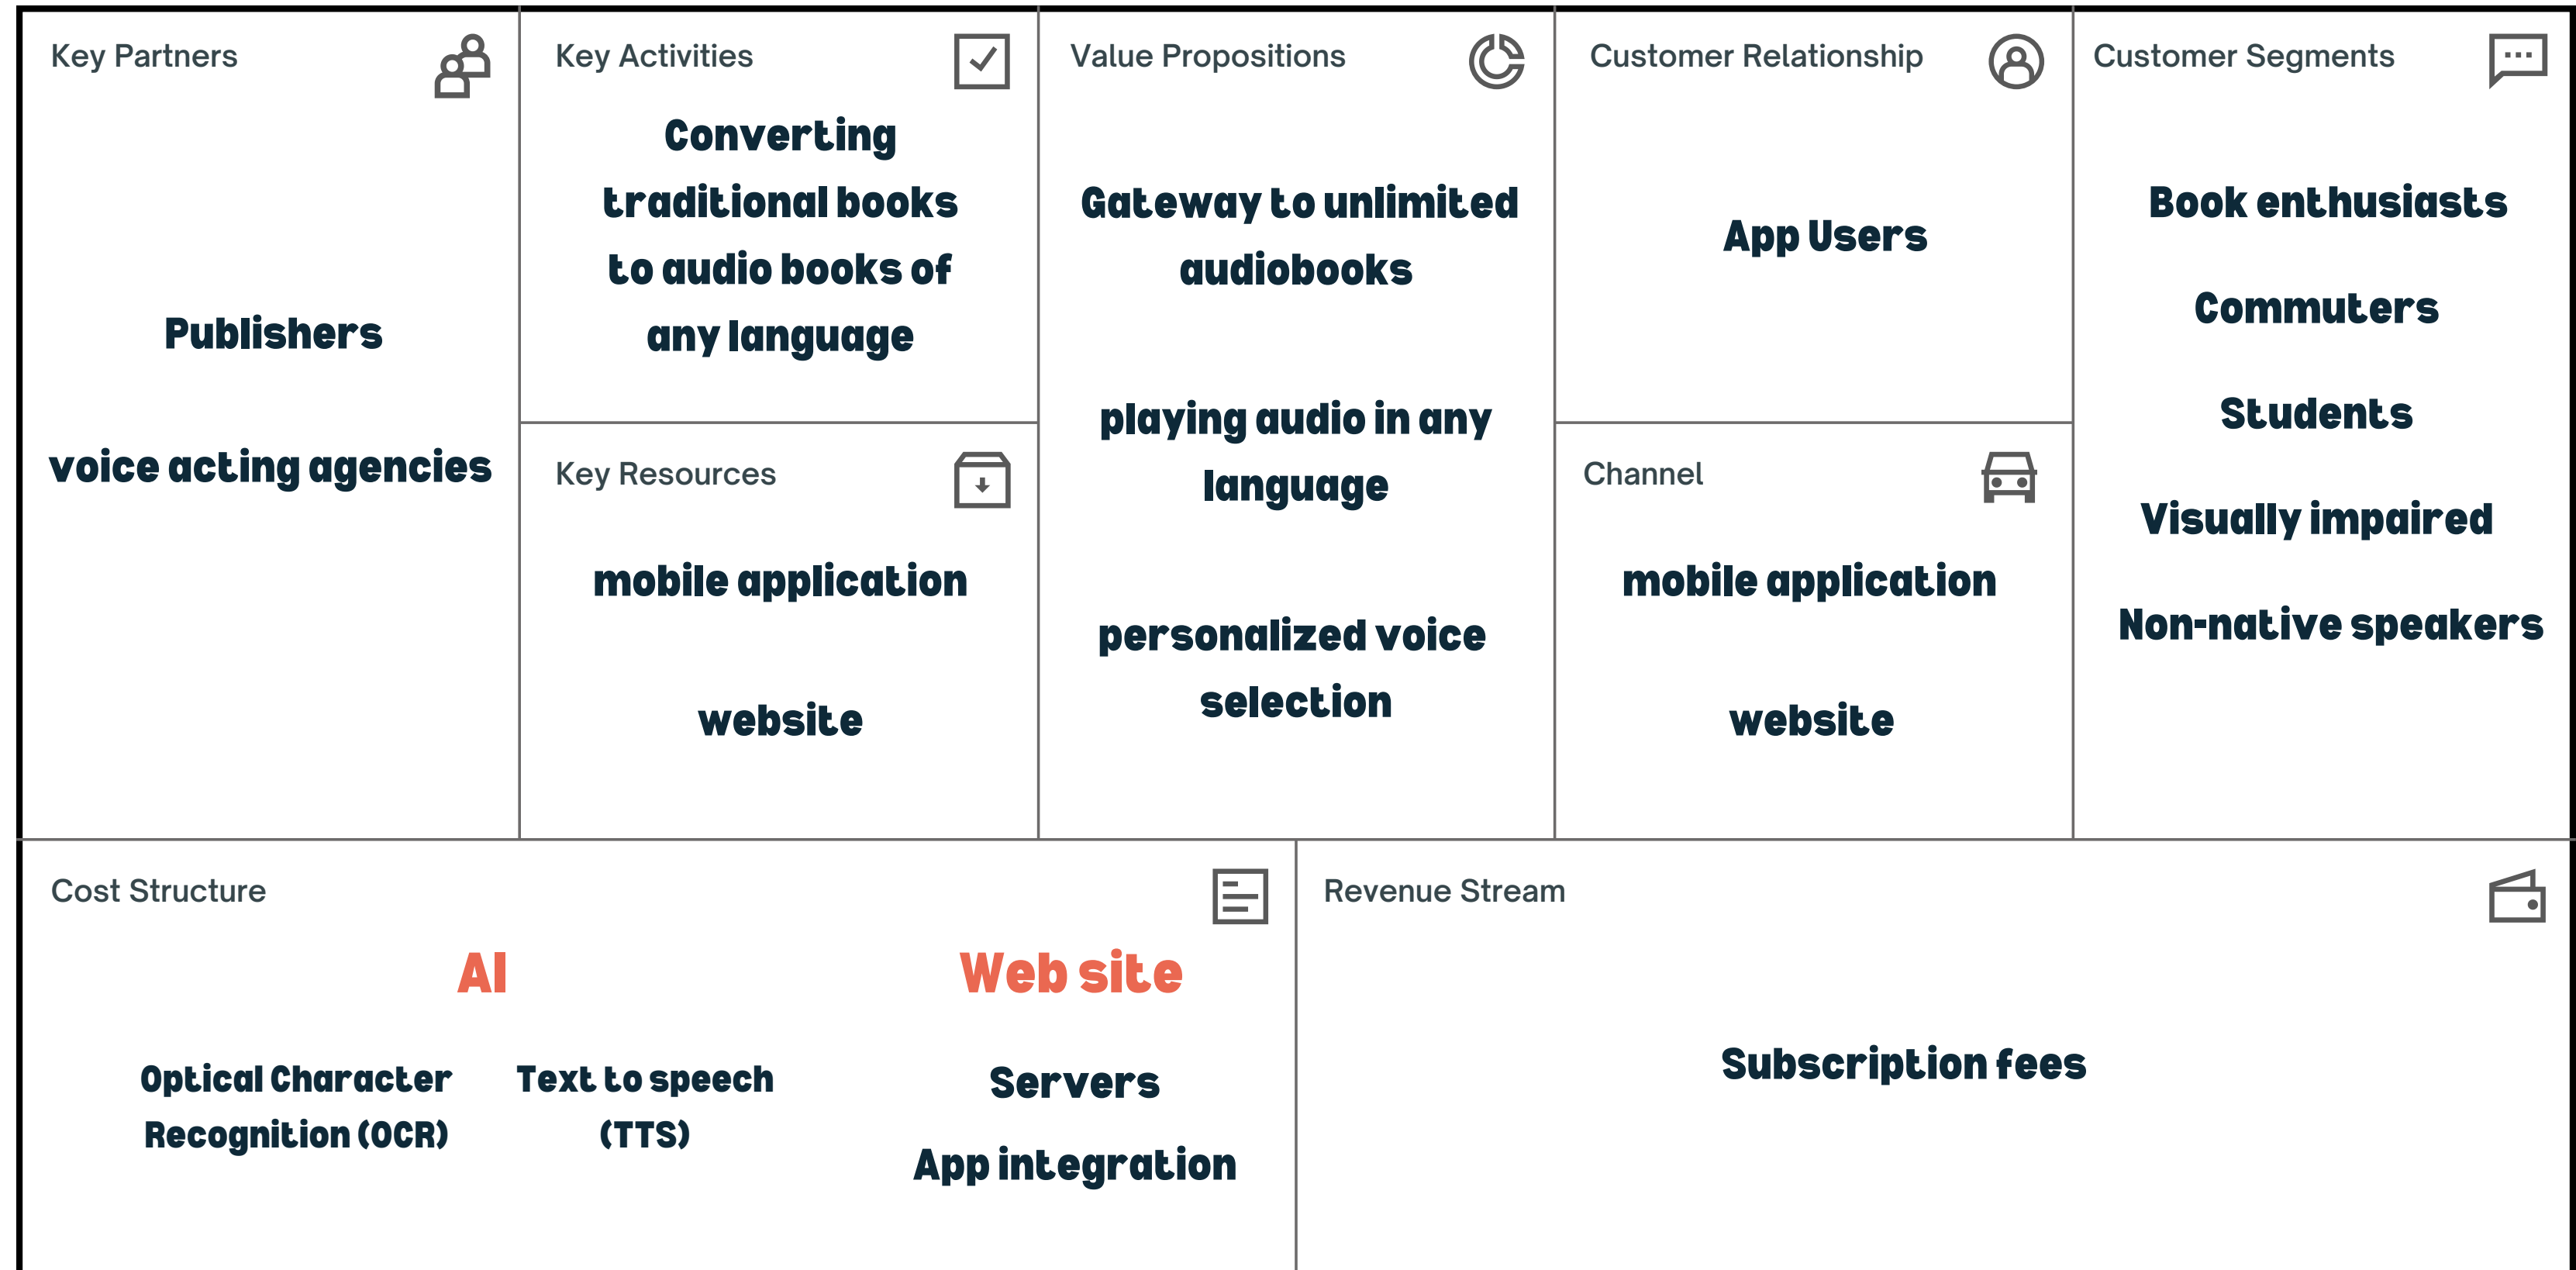 Key Partners
Publishers
voice acting agencies
Key Activities
Converting
traditional books
to audio books of
any language
Key Resources
mobile application
website
Value Propositions
Gateway to unlimited
audiobooks
playing audio in any
language
personalized voice
selection
Customer Relationship
App Users
Channel
mobile application
website
Customer Segments
Book enthusiasts
Commuters
Students
Visually impaired
Non-native speakers
Cost Structure
AI
Optical Character
Recognition (OCR)
Text to speech
(TTS)
Web site
Servers
App integration
Revenue Stream
Subscription fees